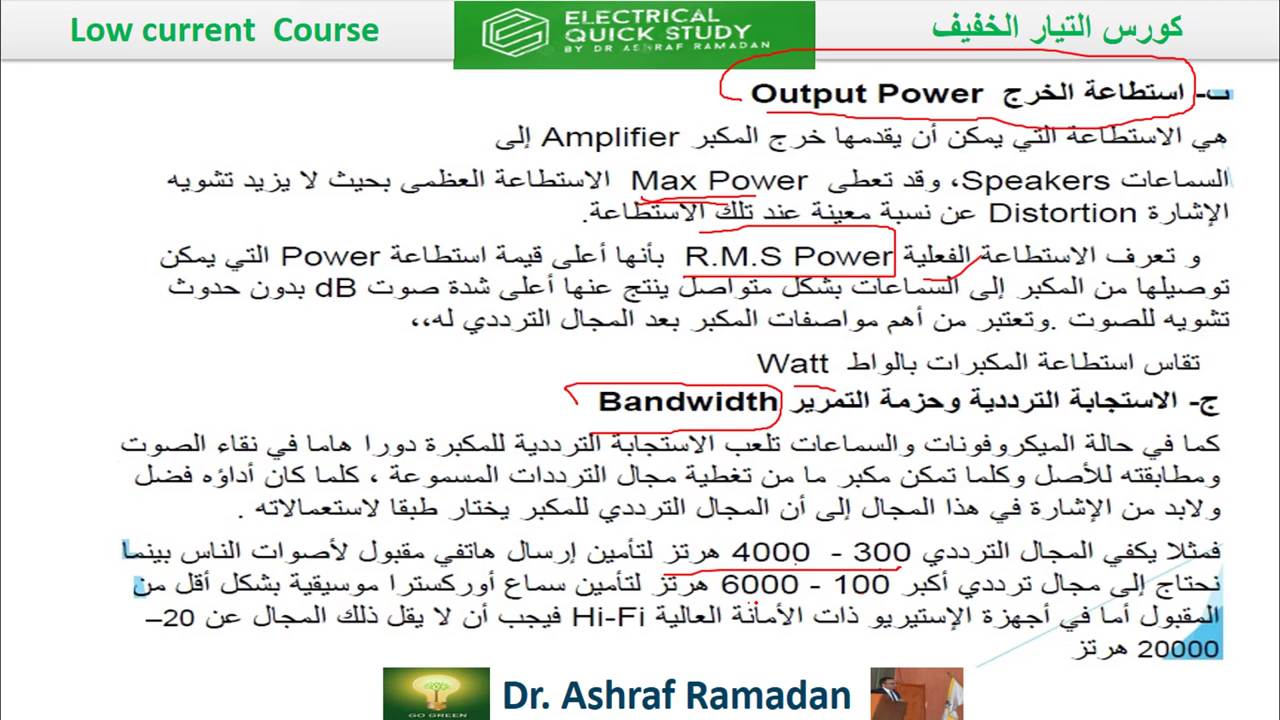 Low current Course
ELECTRICAL
QUICK STUDY
BY DR ASHRAF RAMADAN
كورس التيار الخفيف
ب- استطاعة الخرج Output Power
هي الاستطاعة التي يمكن أن يقدمها خرج المكبر Amplifier إلى
السماعات Speakers، وقد تعطى Max Power الاستطاعة العظمى بحيث لا يزيد تشويه
الإشارة Distortion عن نسبة معينة عند تلك الاستطاعة.
و تعرف الاستطاعة الفعلية R.M.S Power بأنها أعلى قيمة استطاعة Power التي يمكن
توصيلها من المكبر إلى السماعات بشكل متواصل ينتج عنها أعلى شدة صوت dB بدون حدوث
تشويه للصوت .وتعتبر من أهم مواصفات المكبر بعد المجال الترددي له،،
تقاس استطاعة المكبرات بالواط Watt
ج- الاستجابة الترددية وحزمة التمرير Bandwidth
كما في حالة الميكروفونات والسماعات تلعب الاستجابة الترددية للمكبرة دورا هاما في نقاء الصوت
ومطابقته للأصل وكلما تمكن مكبر ما من تغطية مجال الترددات المسموعة ، كلما كان أداؤه فضل
ولابد من الإشارة في هذا المجال إلى أن المجال الترددي للمكبر يختار طبقا لاستعمالاته .
فمثلا يكفي المجال الترددي 300 - 4000 هرتز لتأمين إرسال هاتفي مقبول لأصوات الناس بينما
نحتاج إلى مجال ترددي أكبر 100 - 6000 هرتز لتأمين سماع أوركسترا موسيقية بشكل أقل من
المقبول أما في أجهزة الإستيريو ذات الأمانة العالية Hi-Fi فيجب أن لا يقل ذلك المجال عن 20–
20000 هرتز
GO GREEN
Dr. Ashraf Ramadan